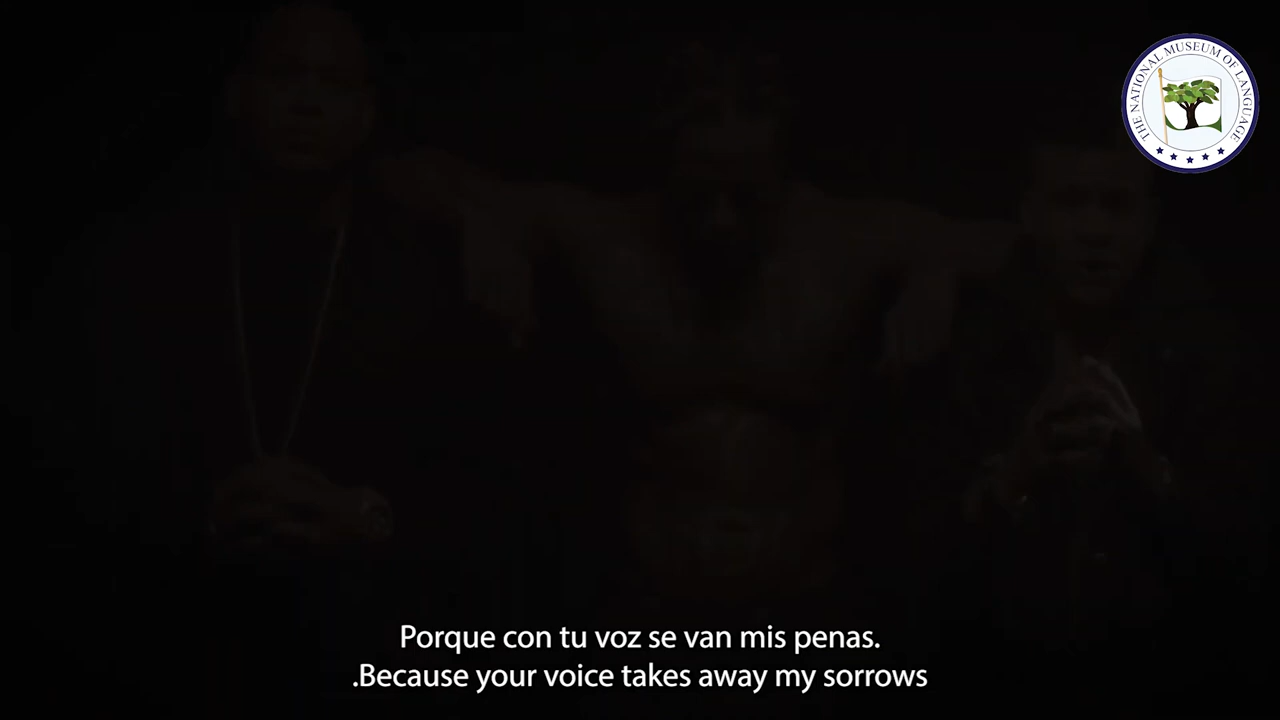 THE NATIONAL MUSEUM OF LANGUAGE
Porque con tu voz se van mis penas.
.Because your voice takes away my sorrows